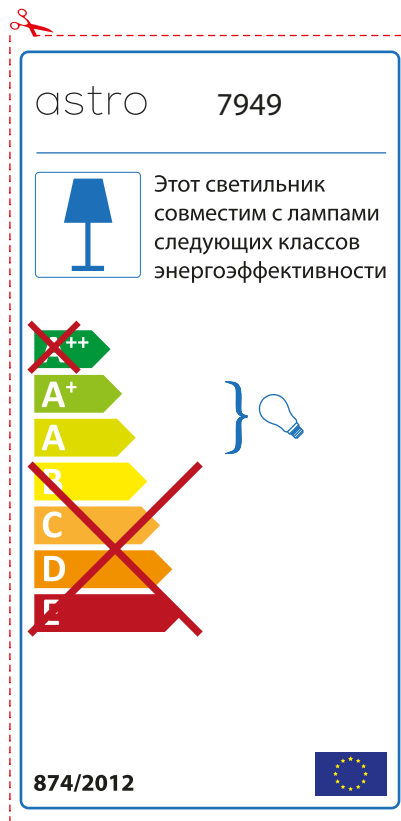 astro 7949
Этот светильник
совместим с лампами
следующих классов
энергоэффективности
A++
A+
A
B
C
D
E
874/2012